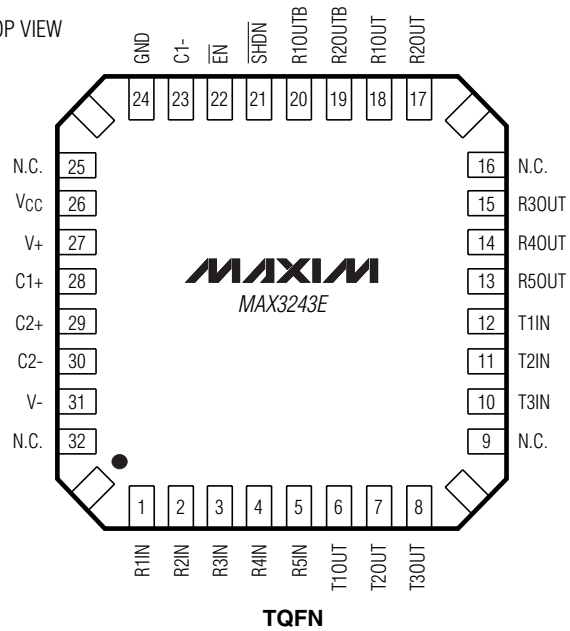 OP VIEW
GND C1- E̅N̅ S̅H̅D̅N̅ R1OUTB R2OUTB R1OUT R2OUT
24 23 22 21 20 19 18 17
N.C. 25
VCC 26
V+ 27
C1+ 28
C2+ 29
C2- 30
V- 31
N.C. 32
MAXIM
MAX3243E
16 N.C.
15 R3OUT
14 R4OUT
13 R5OUT
12 T1IN
11 T2IN
10 T3IN
9 N.C.
1 2 3 4 5 6 7 8
R1IN R2IN R3IN R4IN R5IN T1OUT T2OUT T3OUT
TQFN